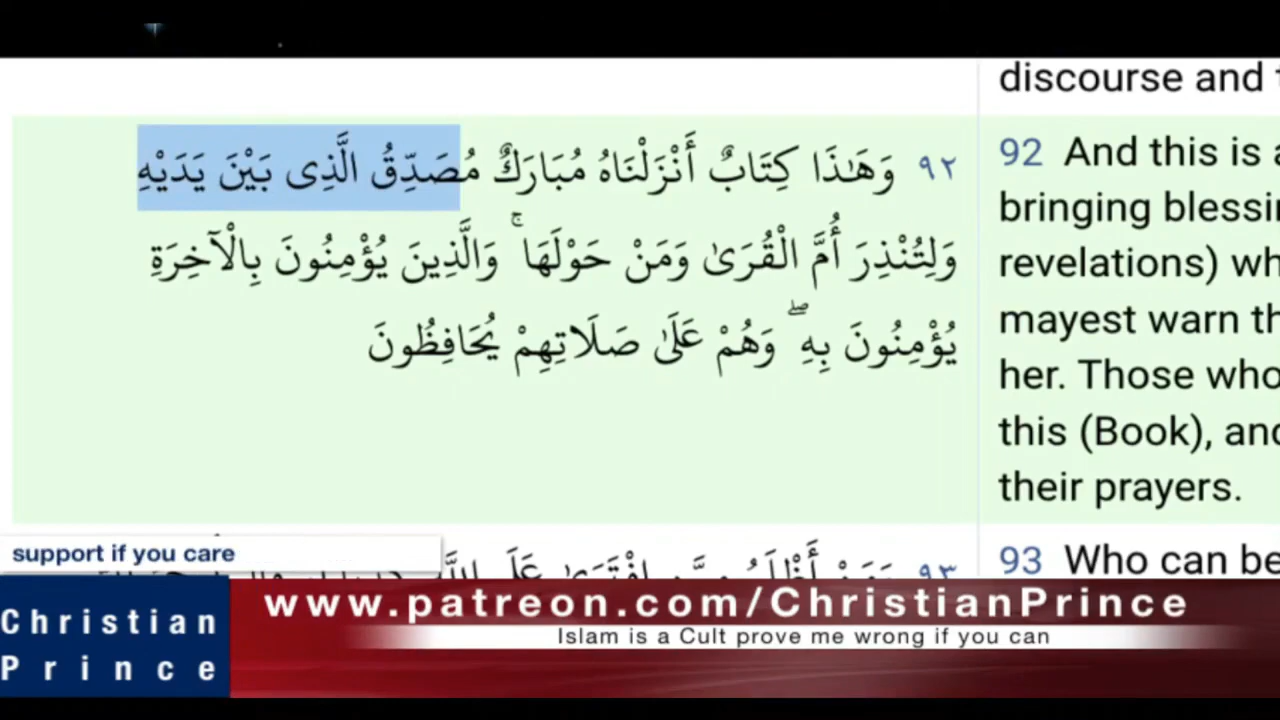 discourse and
٩٢ وَهَٰذَا كِتَابٌ أَنْزَلْنَاهُ مُبَارَكٌ مُصَدِّقُ الَّذِى بَيْنَ يَدَيْهِ
وَلِتُنْذِرَ أُمَّ الْقُرَىٰ وَمَنْ حَوْلَهَا ۚ وَالَّذِينَ يُؤْمِنُونَ بِالْآخِرَةِ
يُؤْمِنُونَ بِهِ ۖ وَهُمْ عَلَىٰ صَلَاتِهِمْ يُحَافِظُونَ
92 And this is a
bringing blessi
revelations) wh
mayest warn th
her. Those who
this (Book), and
their prayers.
93 Who can be
support if you care
Christian
Prince
www.patreon.com/ChristianPrince
Islam is a Cult prove me wrong if you can